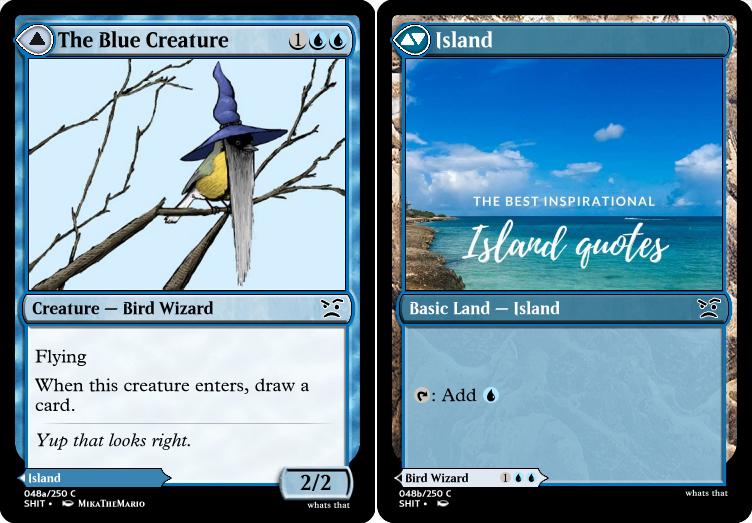 The Blue Creature 1
Creature — Bird Wizard
Flying
When this creature enters, draw a
card.
Yup that looks right.
Island
2/2
048a/250 C
SHIT • MikaTheMario
whats that
Island
THE BEST INSPIRATIONAL
Island quotes
Basic Land — Island
: Add
Bird Wizard 1
048b/250 C
SHIT •
whats that